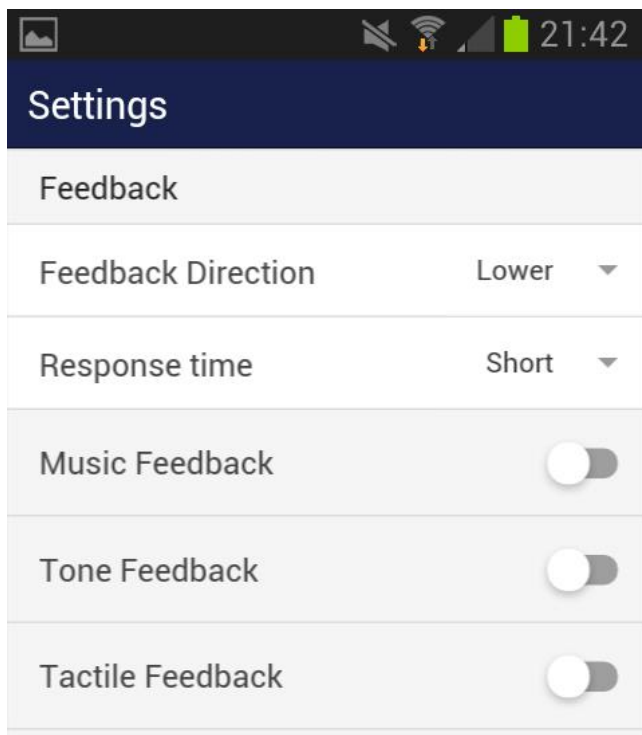 21:42
Settings
Feedback
Feedback Direction Lower
Response time Short
Music Feedback
Tone Feedback
Tactile Feedback